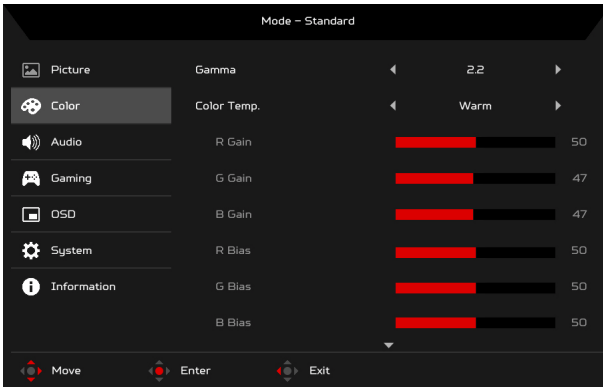 Mode - Standard
Picture Gamma 2.2
Color Color Temp. Warm
Audio R Gain 50
Gaming G Gain 47
OSD B Gain 47
System R Bias 50
Information G Bias 50
B Bias 50
Move Enter Exit